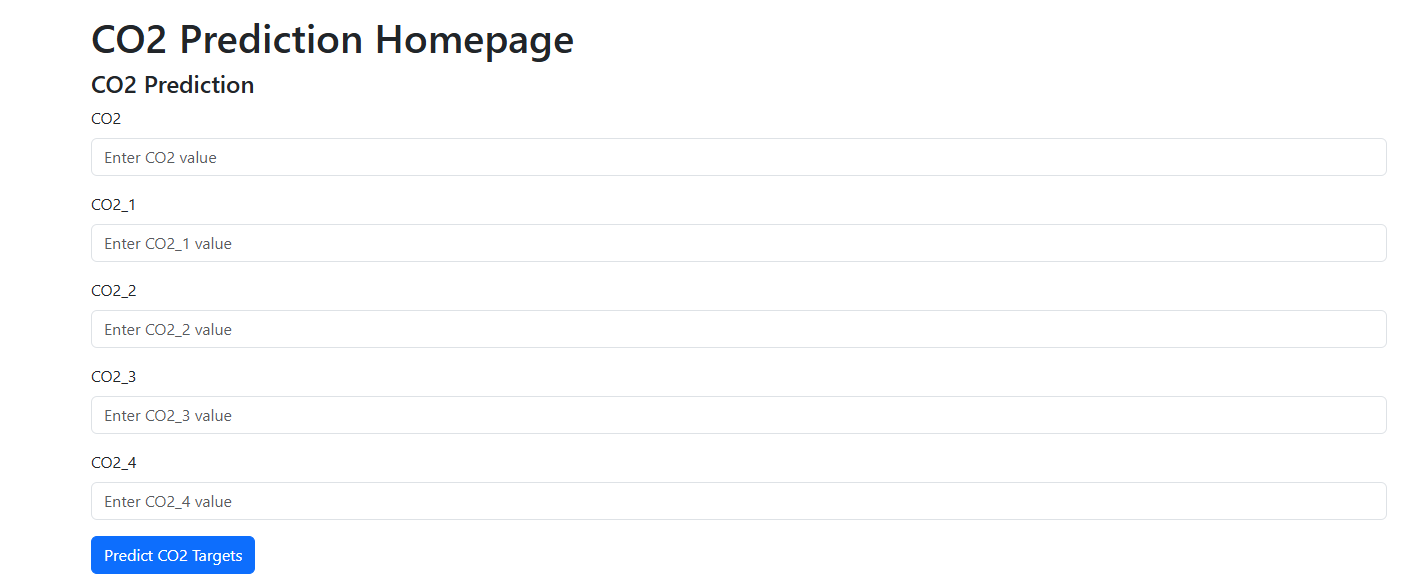 CO2 Prediction Homepage
CO2 Prediction
CO2
Enter CO2 value
CO2_1
Enter CO2_1 value
CO2_2
Enter CO2_2 value
CO2_3
Enter CO2_3 value
CO2_4
Enter CO2_4 value
Predict CO2 Targets